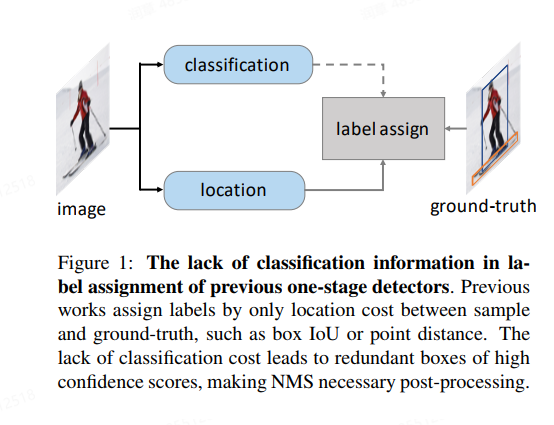 classification
label assign
location
image
ground-truth
Figure 1: The lack of classification information in la-
bel assignment of previous one-stage detectors. Previous
works assign labels by only location cost between sample
and ground-truth, such as box IoU or point distance. The
lack of classification cost leads to redundant boxes of high
confidence scores, making NMS necessary post-processing.